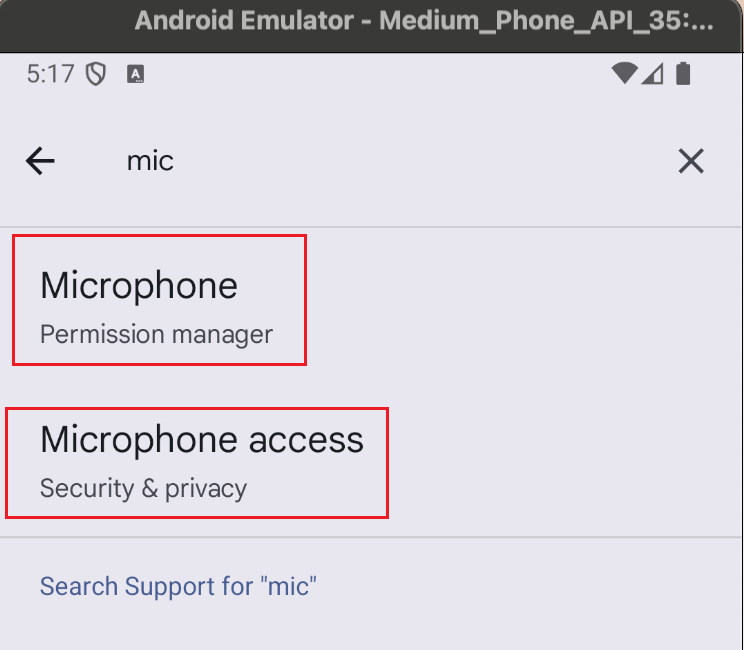 Android Emulator - Medium_Phone_API_35:...
5:17 A
mic
Microphone
Permission manager
Microphone access
Security & privacy
Search Support for "mic"